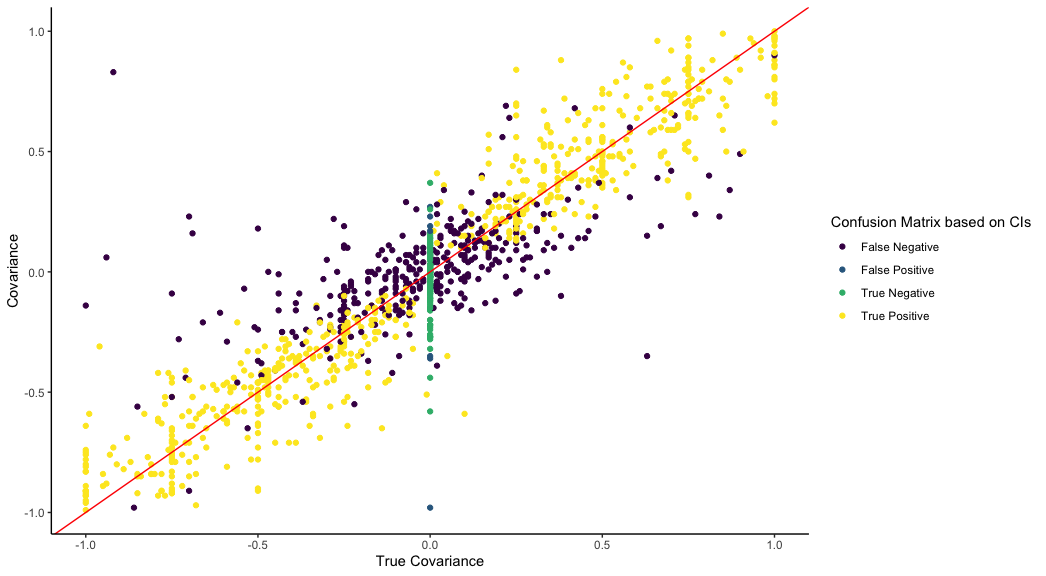 1.0
0.5
0.0
-0.5
-1.0
Covariance
-1.0 -0.5 0.0 0.5 1.0
True Covariance
Confusion Matrix based on CIs
False Negative
False Positive
True Negative
True Positive